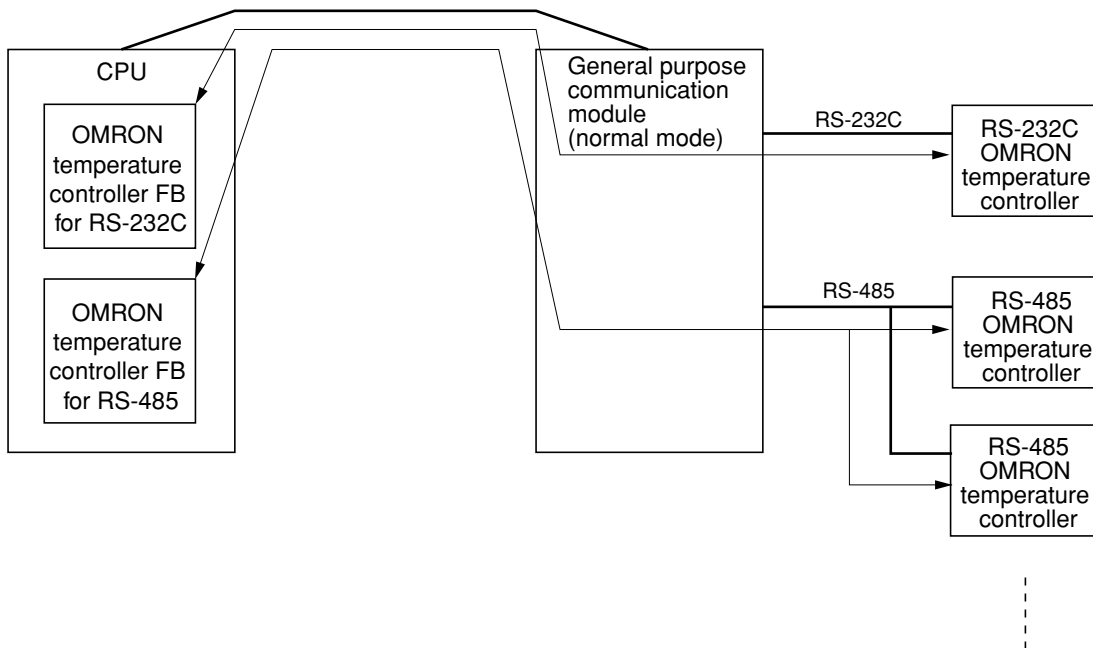 CPU
OMRON
temperature
controller FB
for RS-232C
OMRON
temperature
controller FB
for RS-485
General purpose
communication
module
(normal mode)
RS-232C
RS-232C
OMRON
temperature
controller
RS-485
RS-485
OMRON
temperature
controller
RS-485
OMRON
temperature
controller